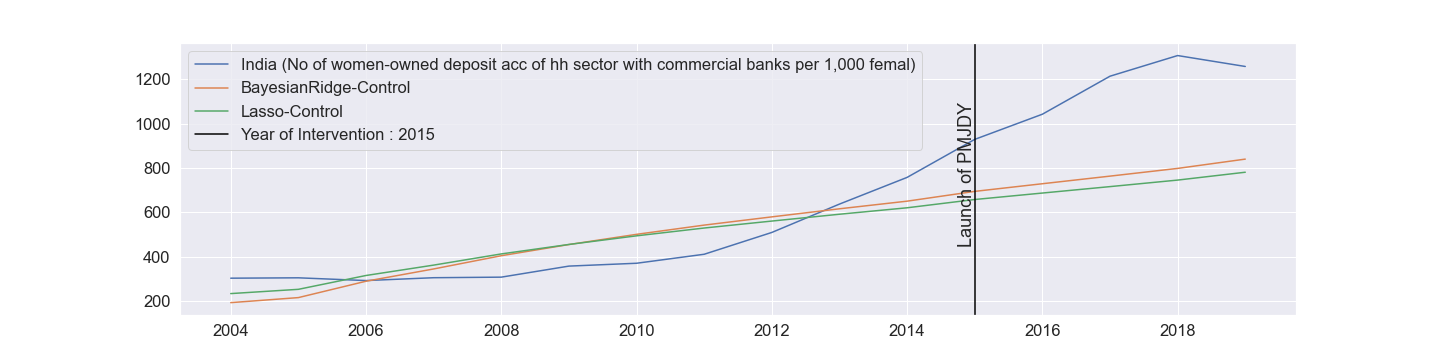 India (No of women-owned deposit acc of hh sector with commercial banks per 1,000 femal)
BayesianRidge-Control
Lasso-Control
Year of Intervention : 2015
1200
1000
800
600
400
200
Launch of PMJDY
2004 2006 2008 2010 2012 2014 2016 2018